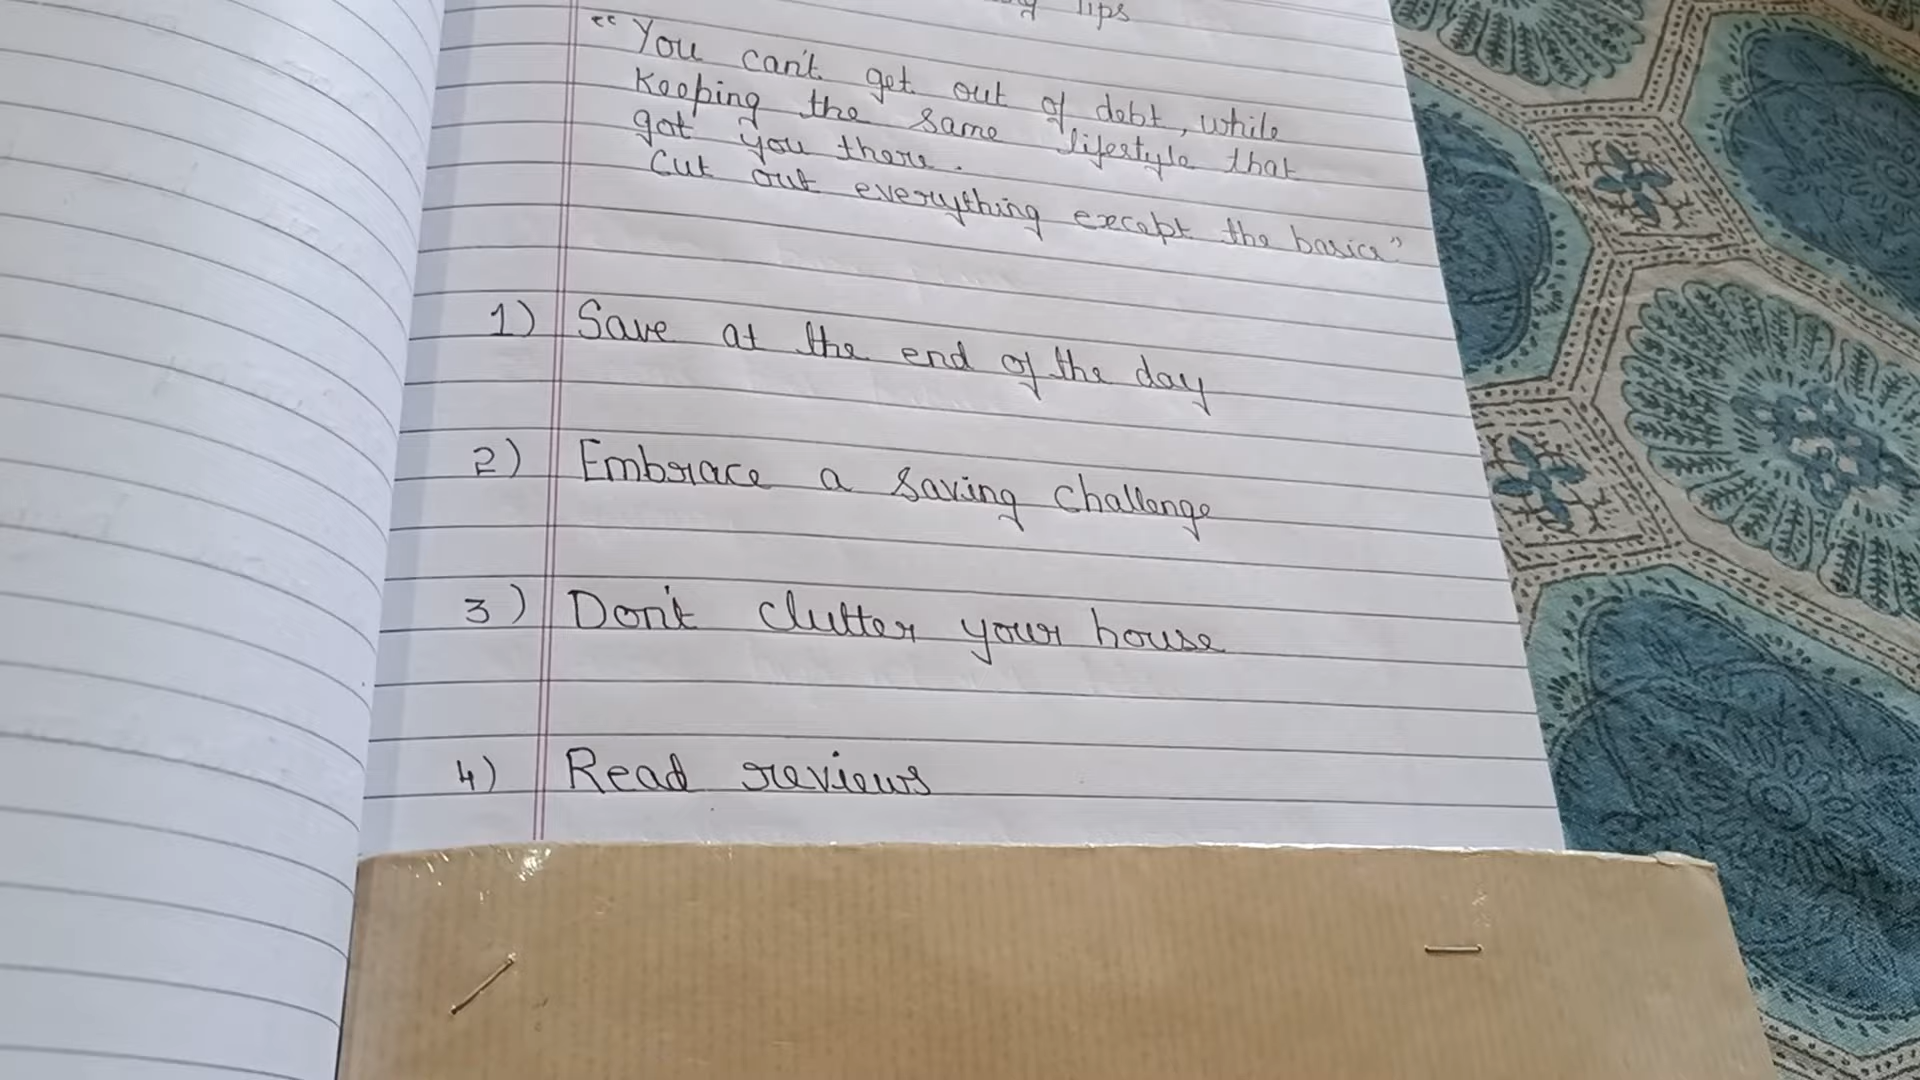 Tips
"You can't get out of debt, while
keeping the same lifestyle that
got you there.
Cut out everything except the basics"
1) Save at the end of the day
2) Embrace a saving challenge
3) Don't clutter your house
4) Read reviews